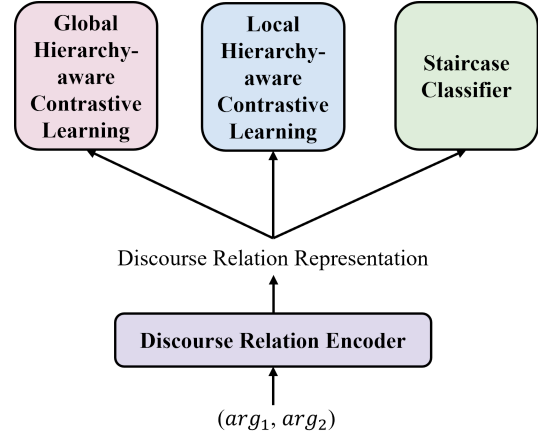 Global
Hierarchy-
aware
Contrastive
Learning
Local
Hierarchy-
aware
Contrastive
Learning
Staircase
Classifier
Discourse Relation Representation
Discourse Relation Encoder
(arg₁, arg₂)